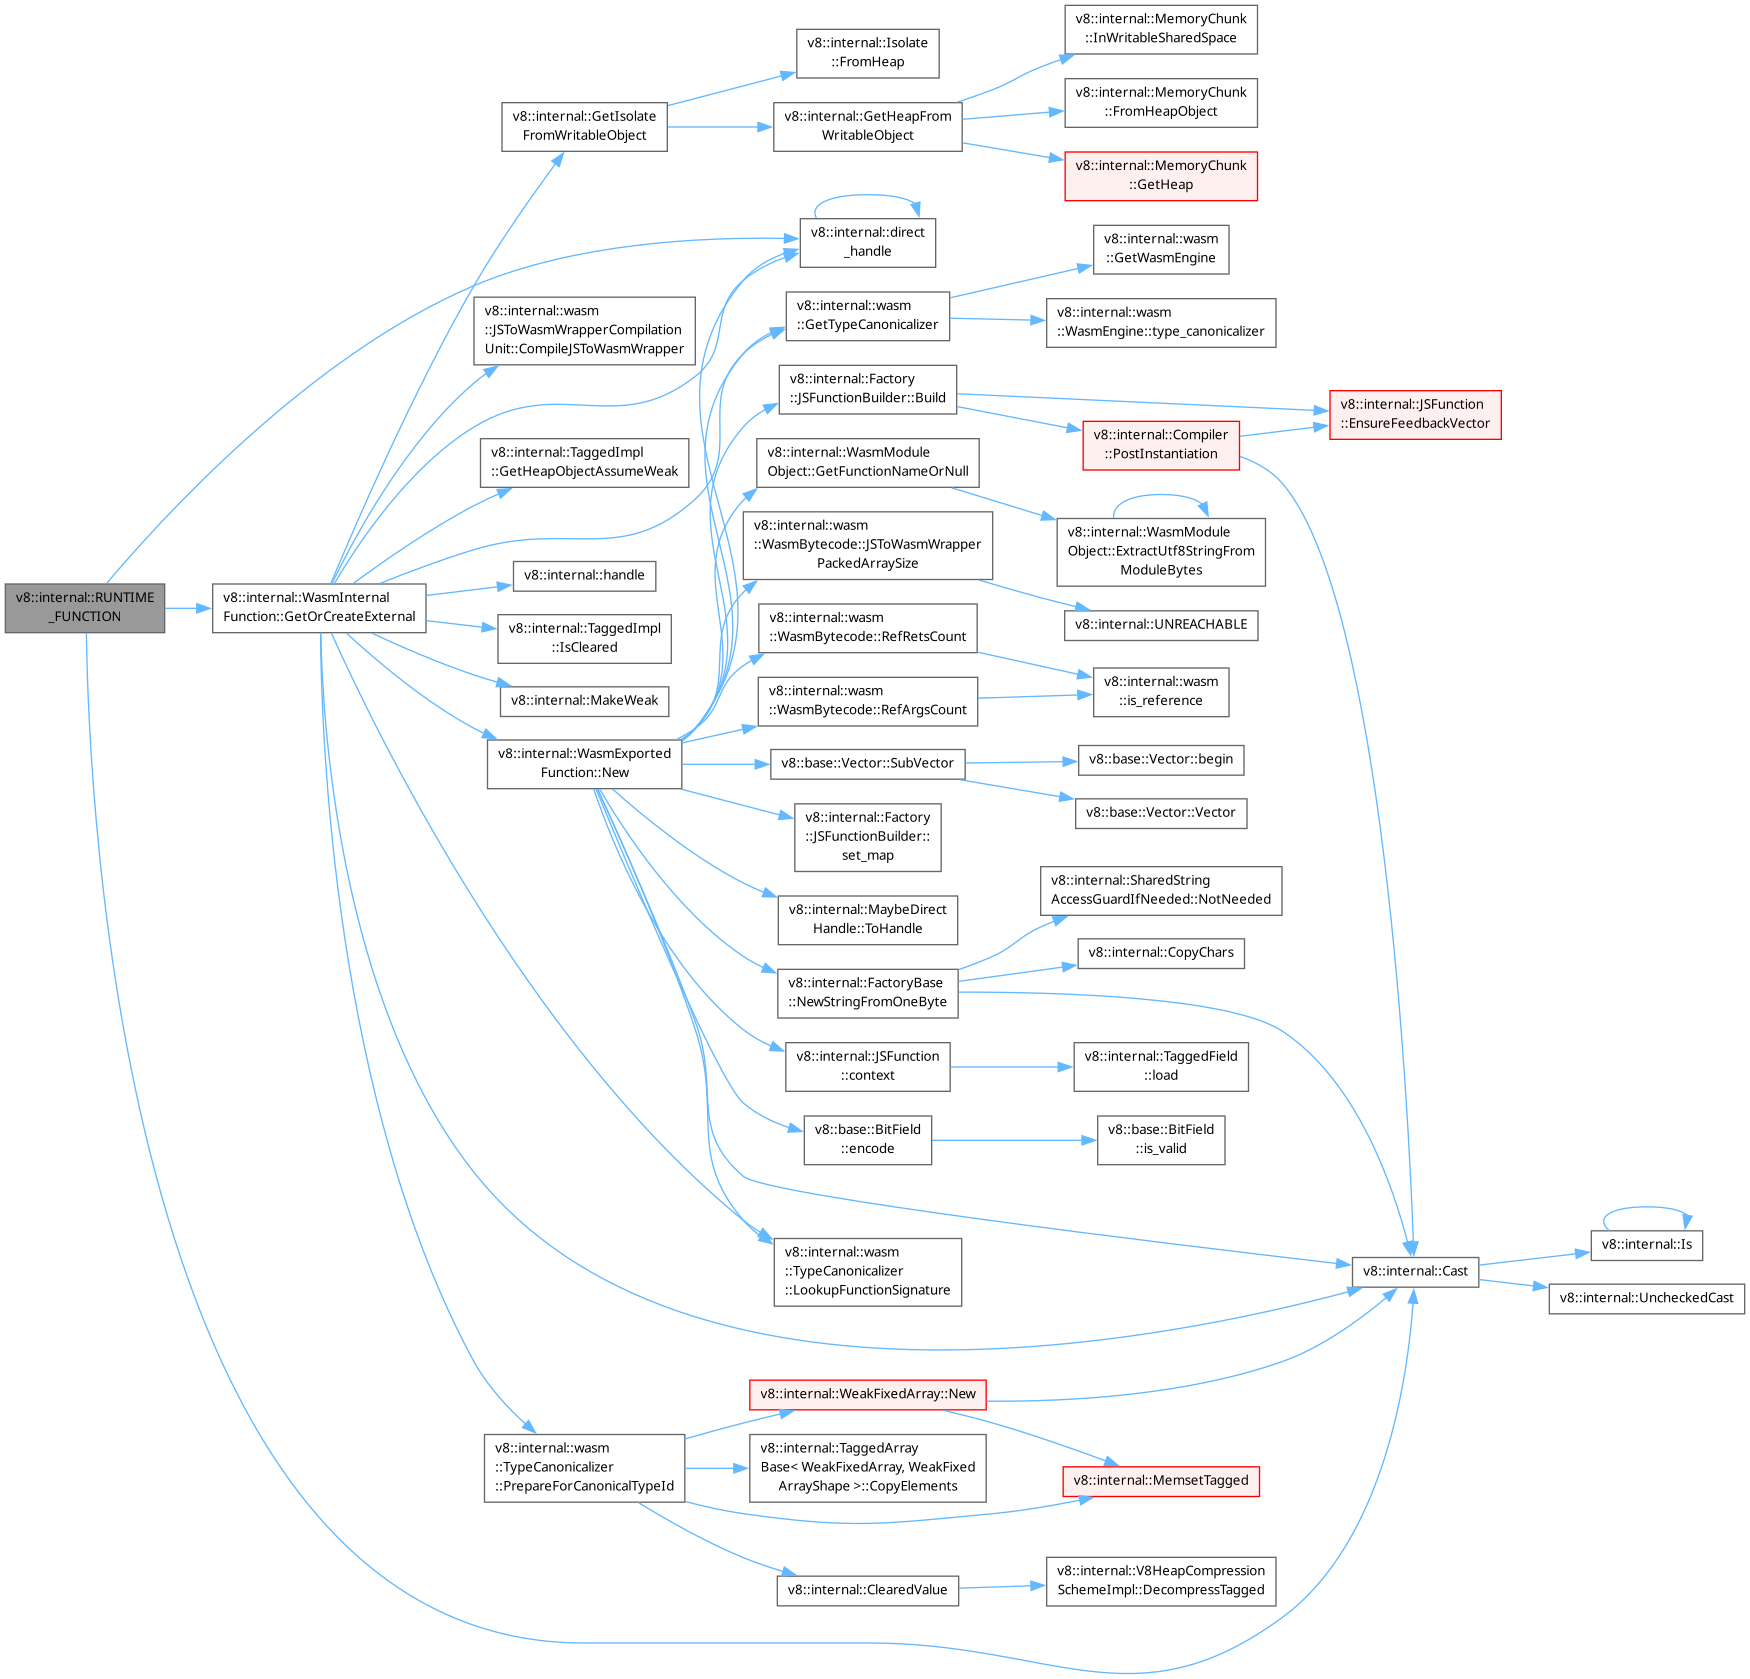 v8::internal::RUNTIME
_FUNCTION
v8::internal::WasmInternal
Function::GetOrCreateExternal
v8::internal::GetIsolate
FromWritableObject
v8::internal::Isolate
::FromHeap
v8::internal::GetHeapFrom
WritableObject
v8::internal::MemoryChunk
::InWritableSharedSpace
v8::internal::MemoryChunk
::FromHeapObject
v8::internal::MemoryChunk
::GetHeap
v8::internal::direct
_handle
v8::internal::wasm
::JSToWasmWrapperCompilation
Unit::CompileJSToWasmWrapper
v8::internal::wasm
::GetTypeCanonicalizer
v8::internal::wasm
::GetWasmEngine
v8::internal::wasm
::WasmEngine::type_canonicalizer
v8::internal::Factory
::JSFunctionBuilder::Build
v8::internal::Compiler
::PostInstantiation
v8::internal::JSFunction
::EnsureFeedbackVector
v8::internal::TaggedImpl
::GetHeapObjectAssumeWeak
v8::internal::WasmModule
Object::GetFunctionNameOrNull
v8::internal::WasmModule
Object::ExtractUtf8StringFrom
ModuleBytes
v8::internal::wasm
::WasmBytecode::JSToWasmWrapper
PackedArraySize
v8::internal::UNREACHABLE
v8::internal::handle
v8::internal::TaggedImpl
::IsCleared
v8::internal::MakeWeak
v8::internal::WasmExported
Function::New
v8::internal::wasm
::WasmBytecode::RefRetsCount
v8::internal::wasm
::WasmBytecode::RefArgsCount
v8::internal::wasm
::is_reference
v8::base::Vector::SubVector
v8::base::Vector::begin
v8::base::Vector::Vector
v8::internal::Factory
::JSFunctionBuilder::
set_map
v8::internal::MaybeDirect
Handle::ToHandle
v8::internal::FactoryBase
::NewStringFromOneByte
v8::internal::SharedString
AccessGuardIfNeeded::NotNeeded
v8::internal::CopyChars
v8::internal::JSFunction
::context
v8::internal::TaggedField
::load
v8::base::BitField
::encode
v8::base::BitField
::is_valid
v8::internal::wasm
::TypeCanonicalizer
::LookupFunctionSignature
v8::internal::Cast
v8::internal::Is
v8::internal::UncheckedCast
v8::internal::wasm
::TypeCanonicalizer
::PrepareForCanonicalTypeId
v8::internal::WeakFixedArray::New
v8::internal::TaggedArray
Base< WeakFixedArray, WeakFixed
ArrayShape >::CopyElements
v8::internal::MemsetTagged
v8::internal::ClearedValue
v8::internal::V8HeapCompression
SchemeImpl::DecompressTagged